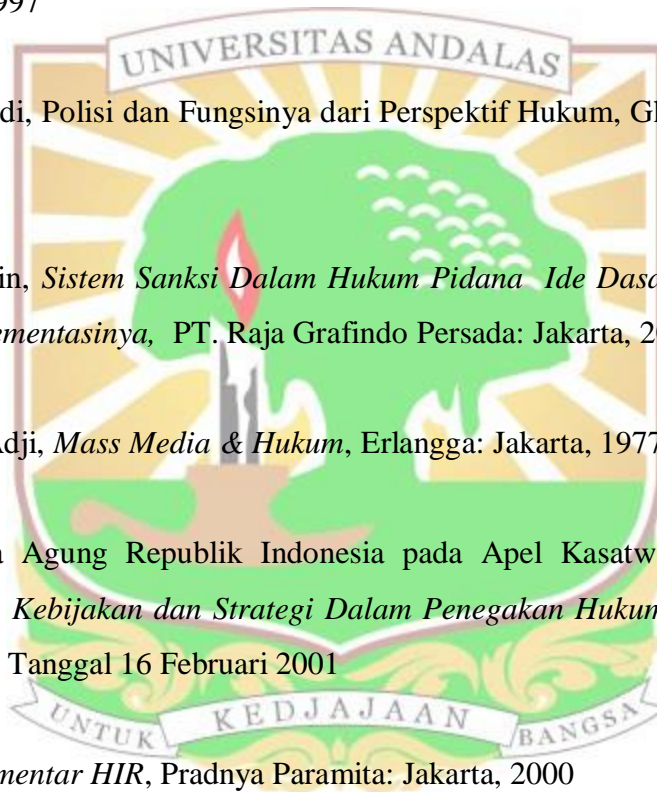 997
UNIVERSITAS ANDALAS
di, Polisi dan Fungsinya dari Perspektif Hukum, Gl
in, Sistem Sanksi Dalam Hukum Pidana Ide Dasa
ementasinya, PT. Raja Grafindo Persada: Jakarta, 20
Adji, Mass Media & Hukum, Erlangga: Jakarta, 1977
a Agung Republik Indonesia pada Apel Kasatw
Kebijakan dan Strategi Dalam Penegakan Hukum
Tanggal 16 Februari 2001
UNTUK KEDJAJAAN BANGSA
mentar HIR, Pradnya Paramita: Jakarta, 2000